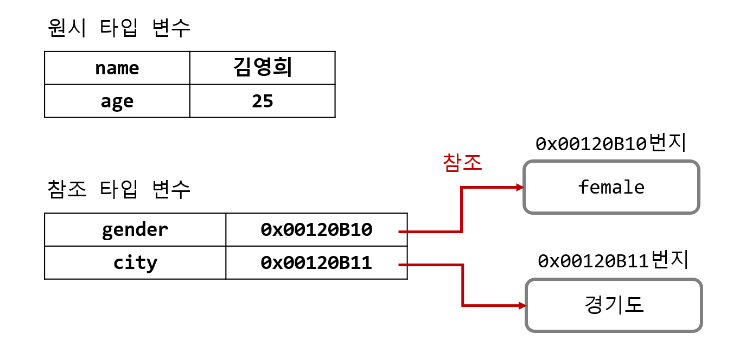 원시 타입 변수
name 김영희
age 25
참조 타입 변수
gender 0x00120B10
city 0x00120B11
참조
0x00120B10번지
female
0x00120B11번지
경기도